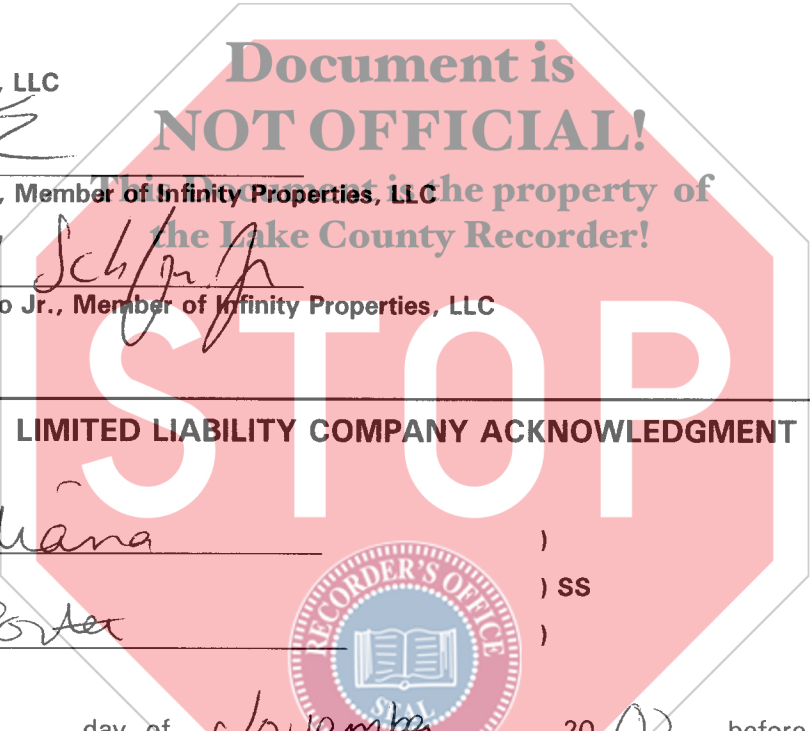 Document is
, LLC
NOT OFFICIAL!
This Document is the property of
, Member of Infinity Properties, LLC
the Lake County Recorder!
o Jr., Member of Infinity Properties, LLC
STOP
LIMITED LIABILITY COMPANY ACKNOWLEDGMENT
)
) SS
Porter
)
RECORDER'S OFFICE
SEAL
day of November 20 before